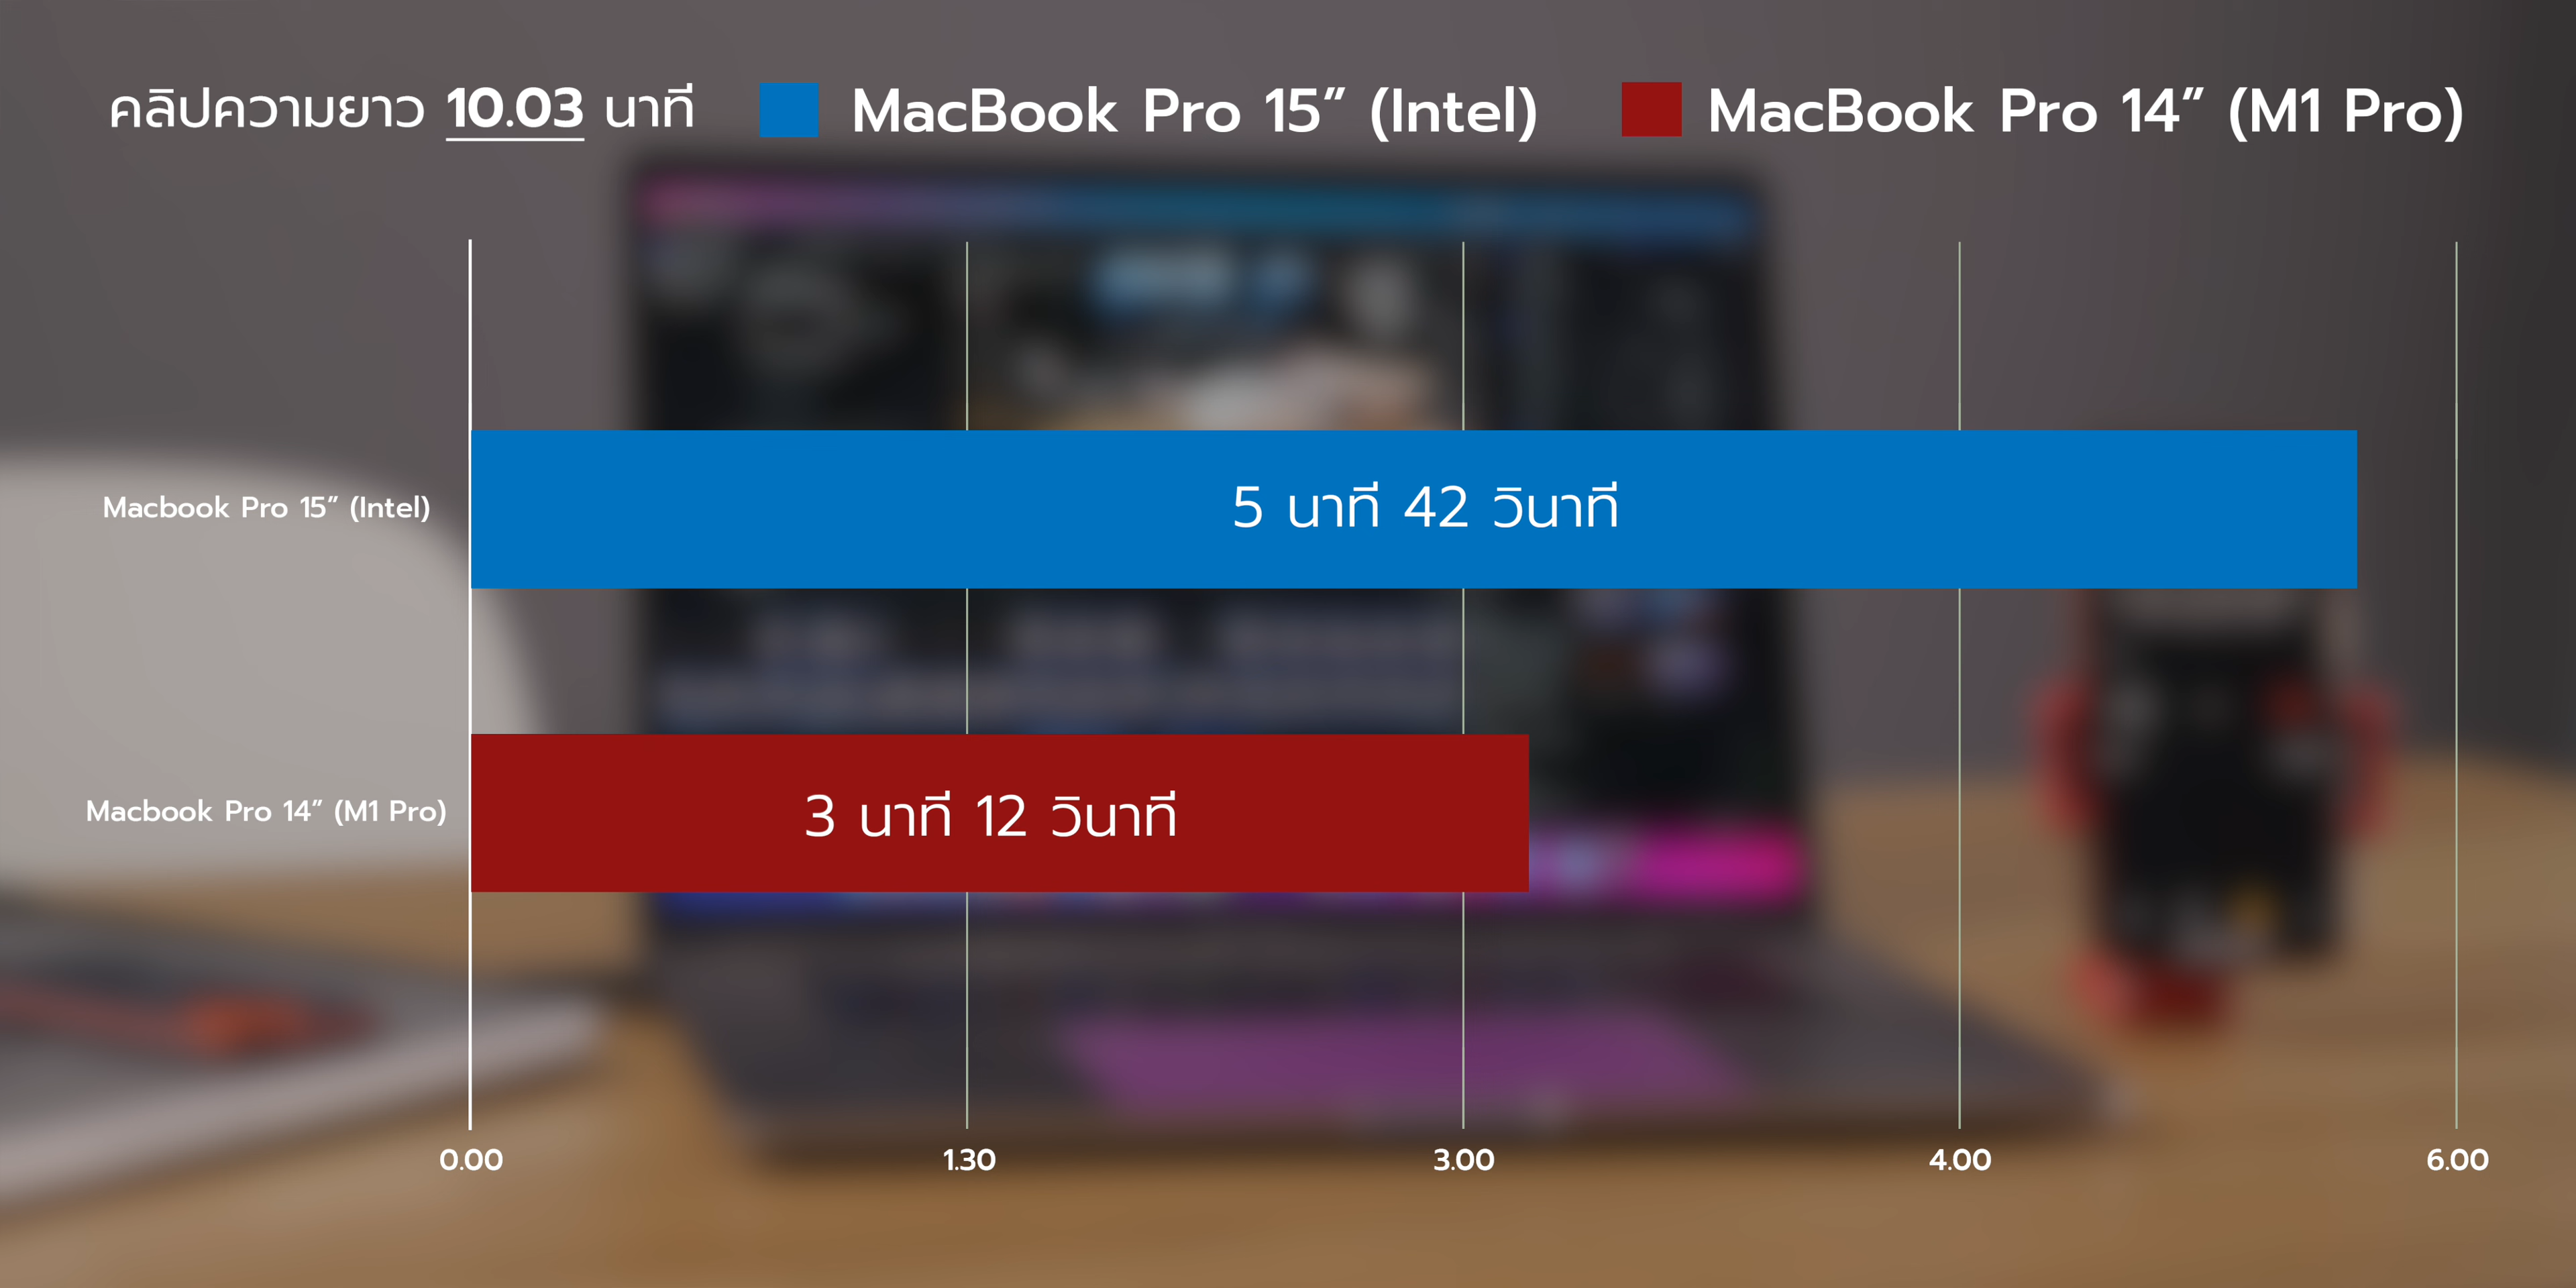 คลิปความยาว 10.03 นาที MacBook Pro 15” (Intel) MacBook Pro 14” (M1 Pro)
Macbook Pro 15” (Intel) 5 นาที 42 วินาที
Macbook Pro 14” (M1 Pro) 3 นาที 12 วินาที
0.00 1.30 3.00 4.00 6.00